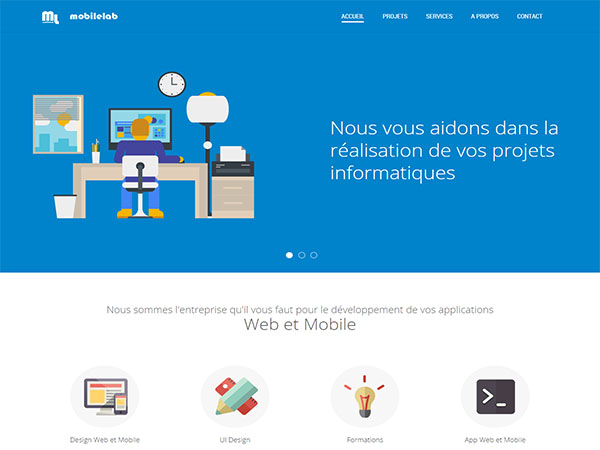 ML mobilelab
ACCUEIL PROJETS SERVICES A PROPOS CONTACT
Nous vous aidons dans la
réalisation de vos projets
informatiques
Nous sommes l'entreprise qu'il vous faut pour le développement de vos applications
Web et Mobile
Design Web et Mobile
UI Design
Formations
App Web et Mobile